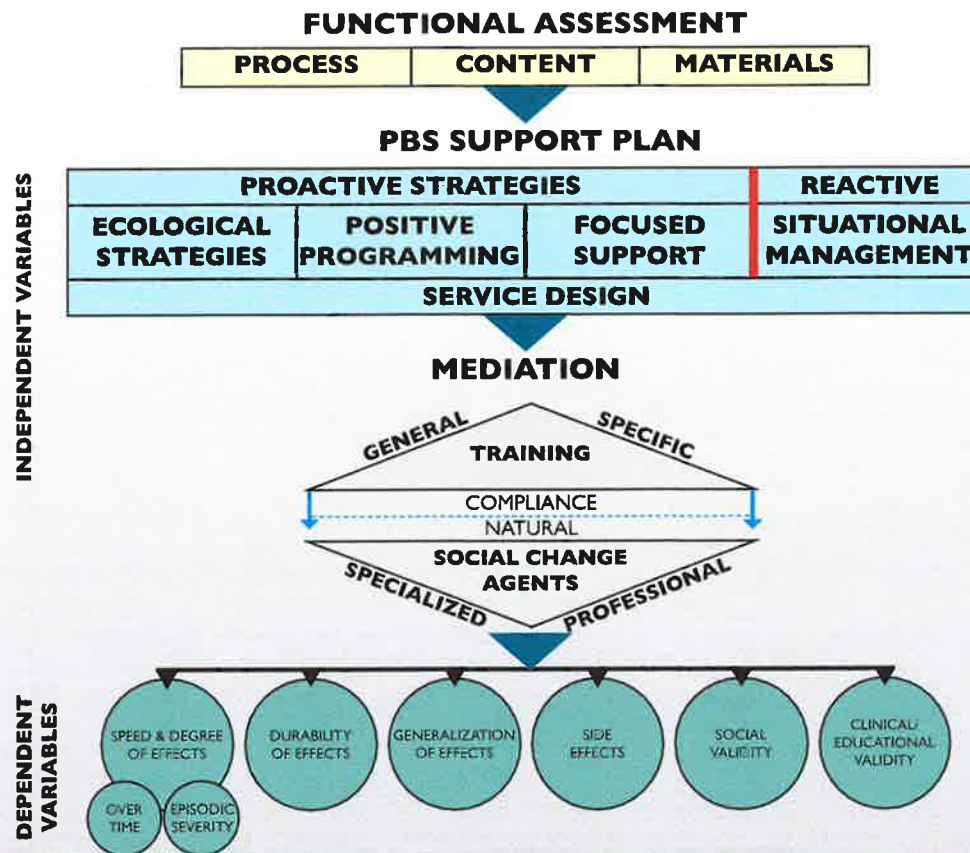 FUNCTIONAL ASSESSMENT
PROCESS CONTENT MATERIALS
PBS SUPPORT PLAN
INDEPENDENT VARIABLES
PROACTIVE STRATEGIES REACTIVE
ECOLOGICAL STRATEGIES
POSITIVE PROGRAMMING
FOCUSED SUPPORT
SITUATIONAL MANAGEMENT
SERVICE DESIGN
MEDIATION
GENERAL SPECIFIC
TRAINING
COMPLIANCE
NATURAL
SOCIAL CHANGE
AGENTS
SPECIALIZED PROFESSIONAL
DEPENDENT
VARIABLES
SPEED & DEGREE
OF EFFECTS
OVER
TIME
EPISODIC
SEVERITY
DURABILITY
OF EFFECTS
GENERALIZATION
OF EFFECTS
SIDE
EFFECTS
SOCIAL
VALIDITY
CLINICAL/
EDUCATIONAL
VALIDITY